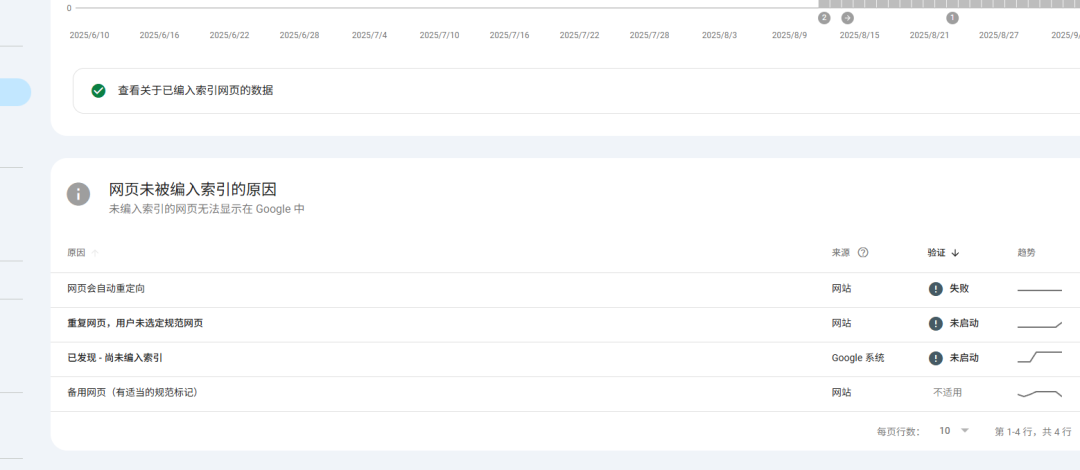 0
2
1
2025/6/10 2025/6/16 2025/6/22 2025/6/28 2025/7/4 2025/7/10 2025/7/16 2025/7/22 2025/7/28 2025/8/3 2025/8/9 2025/8/15 2025/8/21 2025/8/27 2025/9/
查看关于已编入索引网页的数据
网页未被编入索引的原因
未编入索引的网页无法显示在 Google 中
原因 来源 验证 趋势
网页会自动重定向 网站 失败
重复网页，用户未选定规范网页 网站 未启动
已发现 - 尚未编入索引 Google 系统 未启动
备用网页（有适当的规范标记） 网站 不适用
每页行数： 10 第 1-4 行，共 4 行